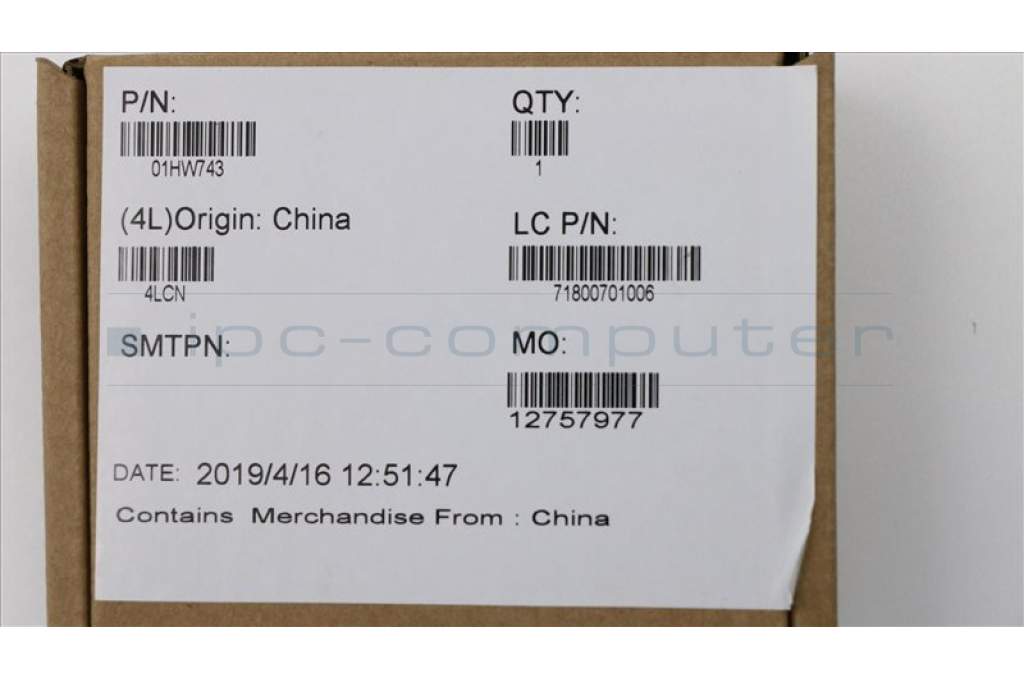 P/N:
01HW743
QTY:
1
(4L)Origin: China
4LCN
LC P/N:
71800701006
SMTPN:
MO:
12757977
ipc-computer
DATE: 2019/4/16 12:51:47
Contains Merchandise From : China